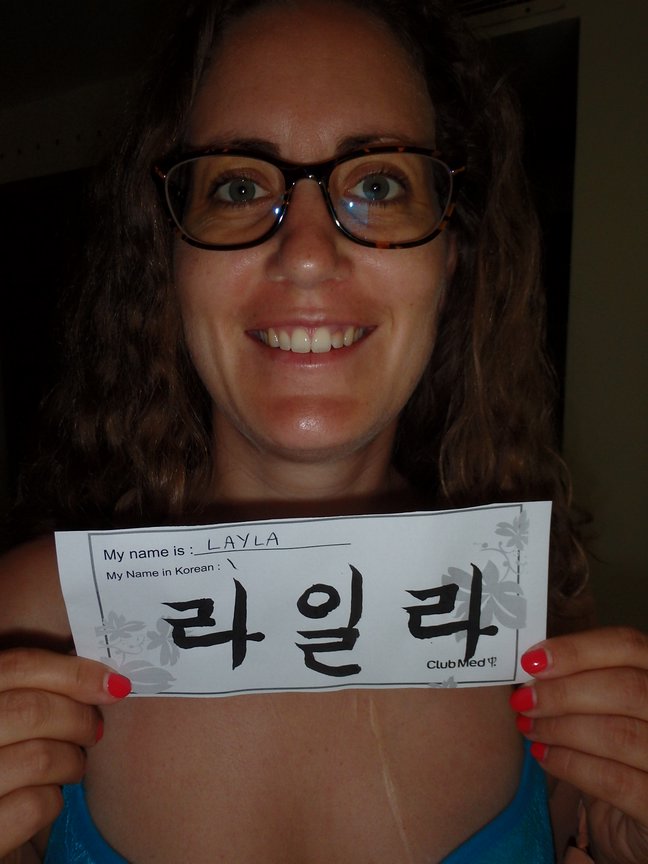 My name is : LAYLA
My Name in Korean : \
라일라
Club Med